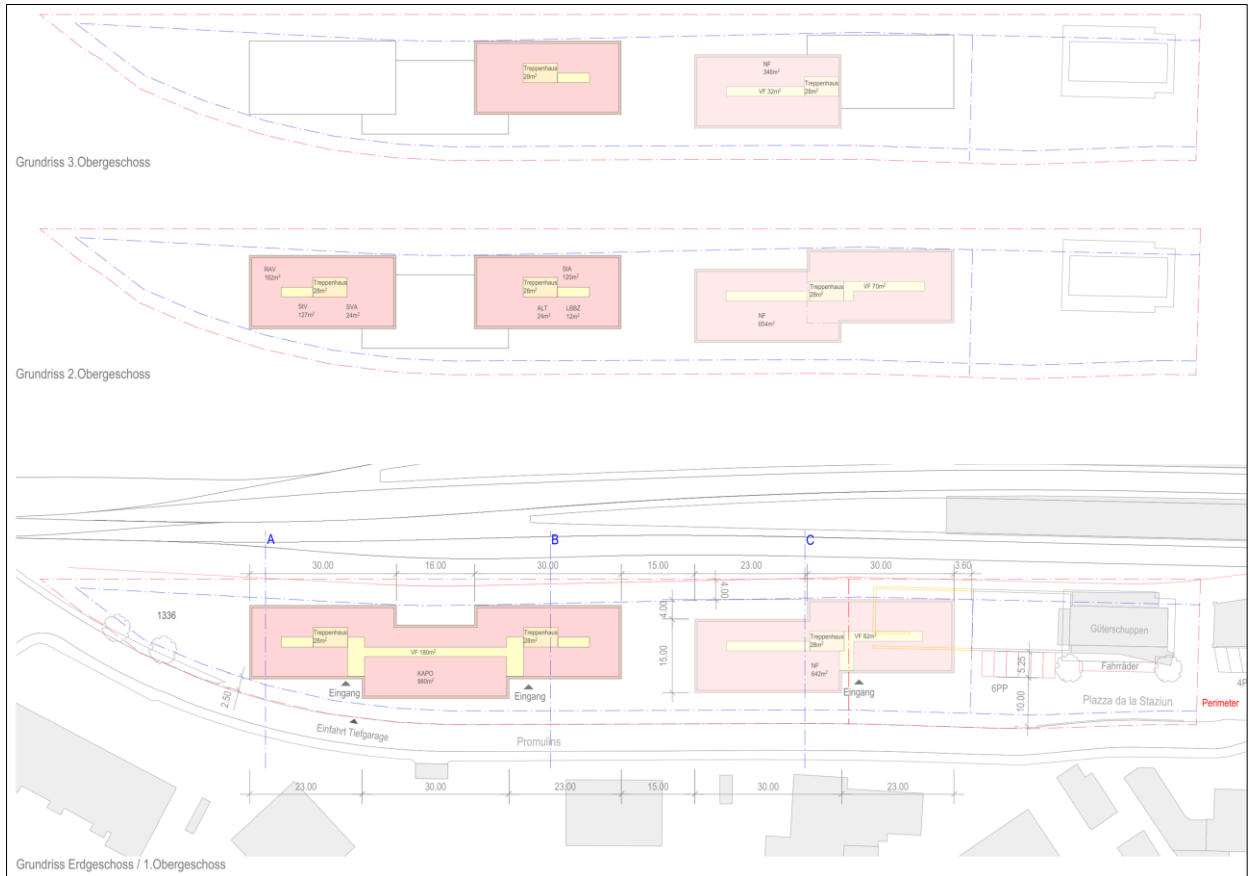 Treppenhaus
28m²
NF
346m²
VF 32m²
Treppenhaus
28m²
Grundriss 3.Obergeschoss
RAV
162m²
Treppenhaus
28m²
StV
127m²
SVA
24m²
StA
120m²
Treppenhaus
28m²
ALT
24m²
LBBZ
12m²
Treppenhaus
28m²
VF 70m²
NF
654m²
Grundriss 2.Obergeschoss
A
B
C
30.00
16.00
30.00
15.00
23.00
30.00
3.60
4.00
4.00
1336
Treppenhaus
28m²
Treppenhaus
28m²
VF 180m²
KAPO
980m²
15.00
Treppenhaus
28m²
VF 62m²
NF
642m²
Güterschuppen
Fahrräder
5.25
6PP
10.00
4P
2.50
Eingang
Eingang
Eingang
Einfahrt Tiefgarage
Plazza da la Staziun
Perimeter
Promulins
23.00
30.00
23.00
15.00
30.00
23.00
Grundriss Erdgeschoss / 1.Obergeschoss